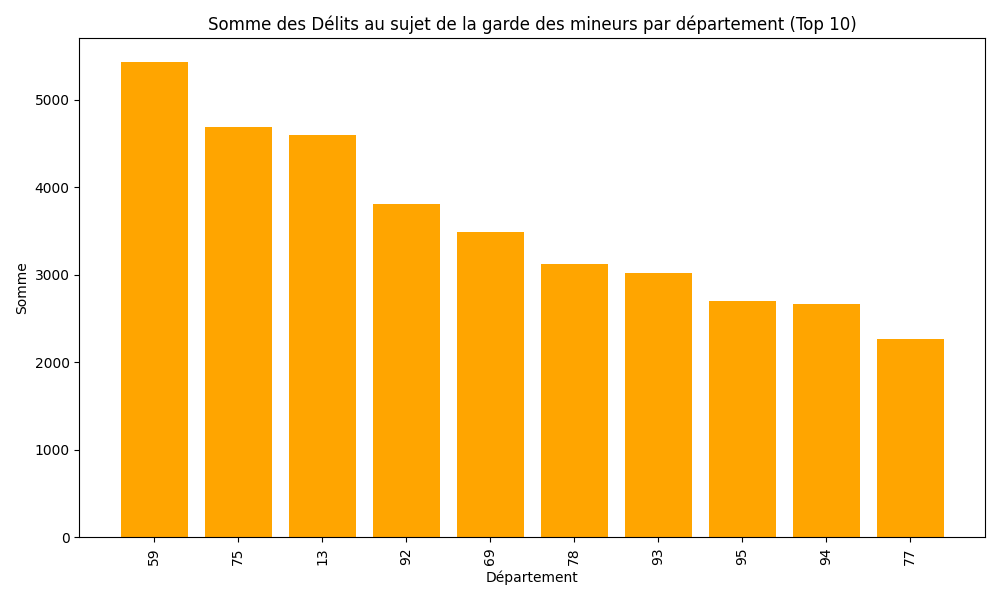 Somme des Délits au sujet de la garde des mineurs par département (Top 10)
Somme
5000
4000
3000
2000
1000
0
59 75 13 92 69 78 93 95 94 77
Département